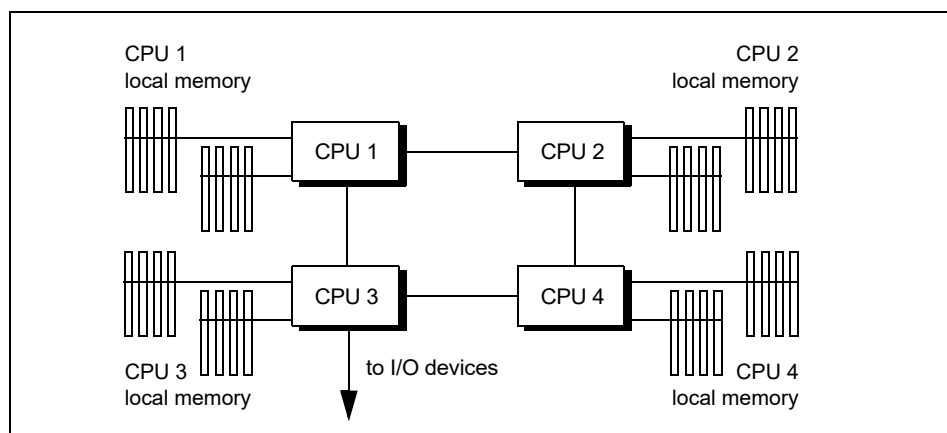 CPU 1
local memory
CPU 2
local memory
CPU 1
CPU 2
CPU 3
CPU 4
to I/O devices
CPU 3
local memory
CPU 4
local memory